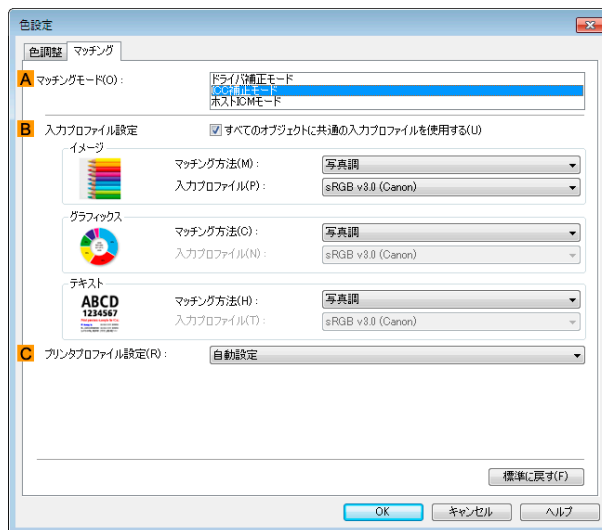 色設定
色調整 マッチング
A マッチングモード(O): ドライバ補正モード
ICC補正モード
ホストICMモード
B 入力プロファイル設定 すべてのオブジェクトに共通の入力プロファイルを使用する(U)
イメージ
マッチング方法(M): 写真調
入力プロファイル(P): sRGB v3.0 (Canon)
グラフィックス
マッチング方法(C): 写真調
入力プロファイル(N): sRGB v3.0 (Canon)
テキスト
ABCD
1234567
マッチング方法(H): 写真調
入力プロファイル(T): sRGB v3.0 (Canon)
C プリンタプロファイル設定(R): 自動設定
標準に戻す(F)
OK キャンセル ヘルプ